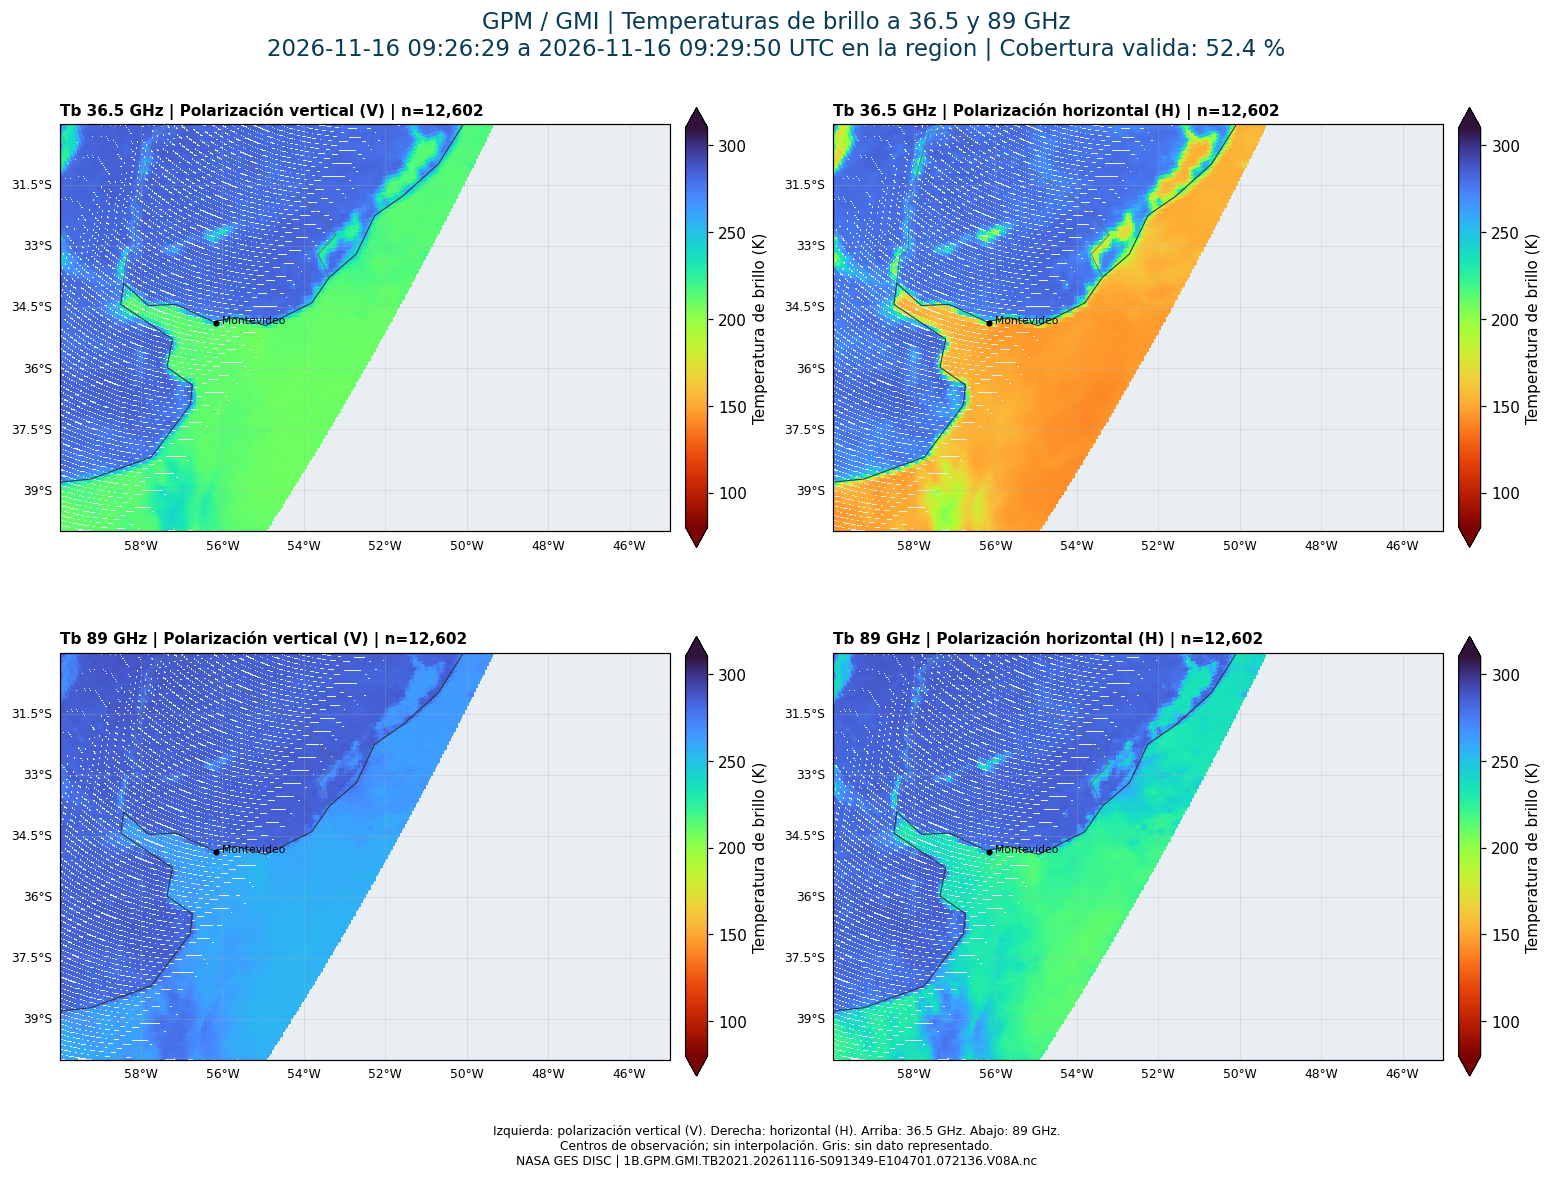 GPM / GMI | Temperaturas de brillo a 36.5 y 89 GHz
2026-11-16 09:26:29 a 2026-11-16 09:29:50 UTC en la region | Cobertura valida: 52.4 %
Tb 36.5 GHz | Polarización vertical (V) | n=12,602
31.5°S
33°S
34.5°S
36°S
37.5°S
39°S
Montevideo
58°W 56°W 54°W 52°W 50°W 48°W 46°W
300
250
200
150
100
Temperatura de brillo (K)
Tb 36.5 GHz | Polarización horizontal (H) | n=12,602
31.5°S
33°S
34.5°S
36°S
37.5°S
39°S
Montevideo
58°W 56°W 54°W 52°W 50°W 48°W 46°W
300
250
200
150
100
Temperatura de brillo (K)
Tb 89 GHz | Polarización vertical (V) | n=12,602
31.5°S
33°S
34.5°S
36°S
37.5°S
39°S
Montevideo
58°W 56°W 54°W 52°W 50°W 48°W 46°W
300
250
200
150
100
Temperatura de brillo (K)
Tb 89 GHz | Polarización horizontal (H) | n=12,602
31.5°S
33°S
34.5°S
36°S
37.5°S
39°S
Montevideo
58°W 56°W 54°W 52°W 50°W 48°W 46°W
300
250
200
150
100
Temperatura de brillo (K)
Izquierda: polarización vertical (V). Derecha: horizontal (H). Arriba: 36.5 GHz. Abajo: 89 GHz.
Centros de observación; sin interpolación. Gris: sin dato representado.
NASA GES DISC | 1B.GPM.GMI.TB2021.20261116-S091349-E104701.072136.V08A.nc